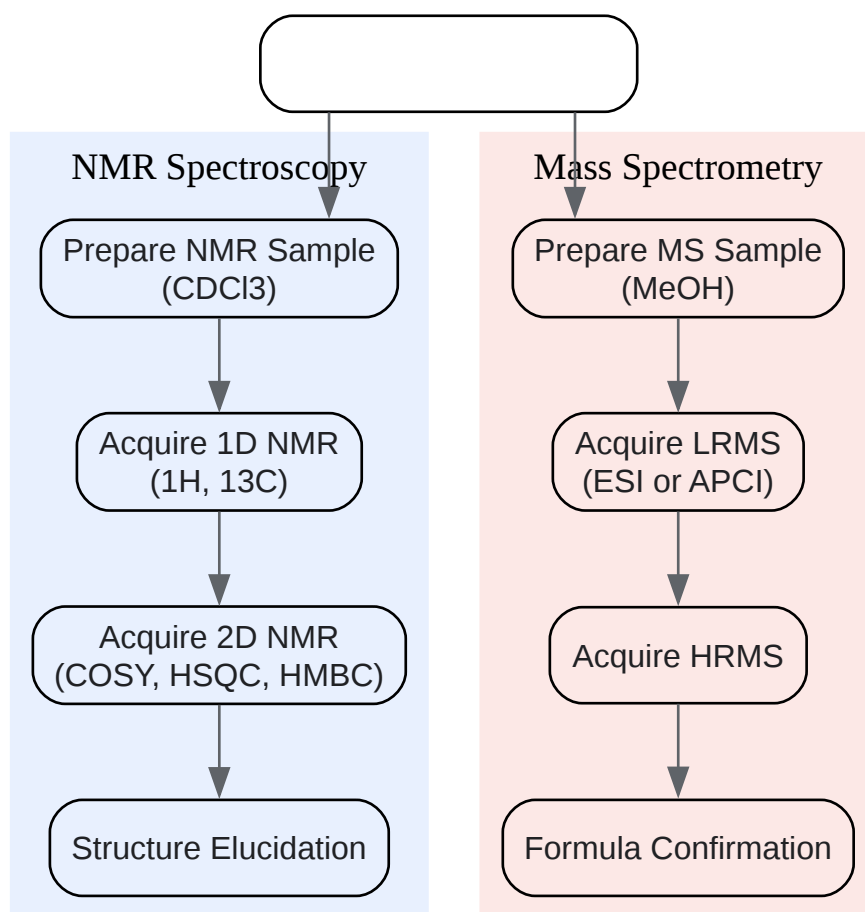 NMR Spectroscopy
Prepare NMR Sample
(CDCl3)
Acquire 1D NMR
(1H, 13C)
Acquire 2D NMR
(COSY, HSQC, HMBC)
Structure Elucidation
Mass Spectrometry
Prepare MS Sample
(MeOH)
Acquire LRMS
(ESI or APCI)
Acquire HRMS
Formula Confirmation